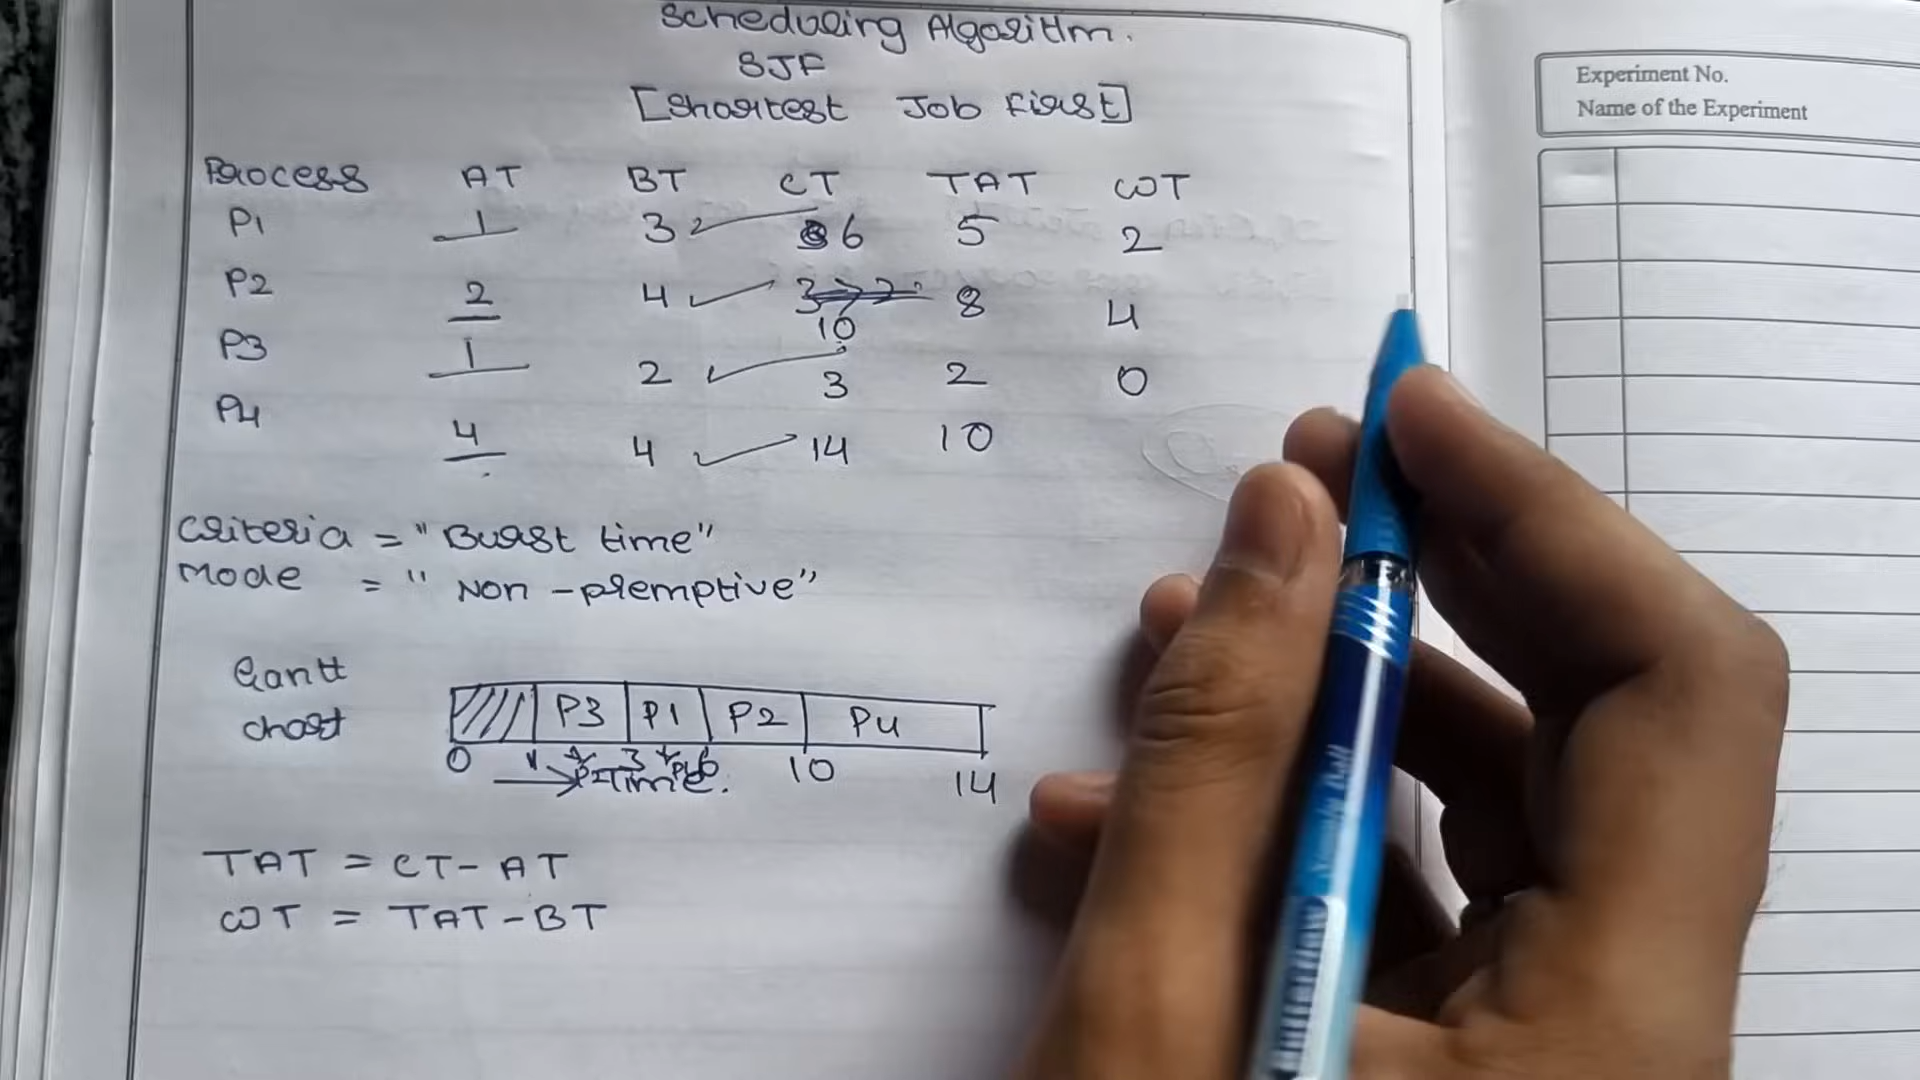 Scheduling Algorithm.
SJF
[Shortest Job First]
Process AT BT CT TAT WT
P1 1 3 6 5 2
P2 2 4 10 8 4
P3 1 2 3 2 0
P4 4 4 14 10
Criteria = "Burst time"
Mode = "Non-premptive"
Gantt
chart
P3 P1 P2 P4
0 1 3 6 10 14
Time.
TAT = CT - AT
WT = TAT - BT
Experiment No.
Name of the Experiment